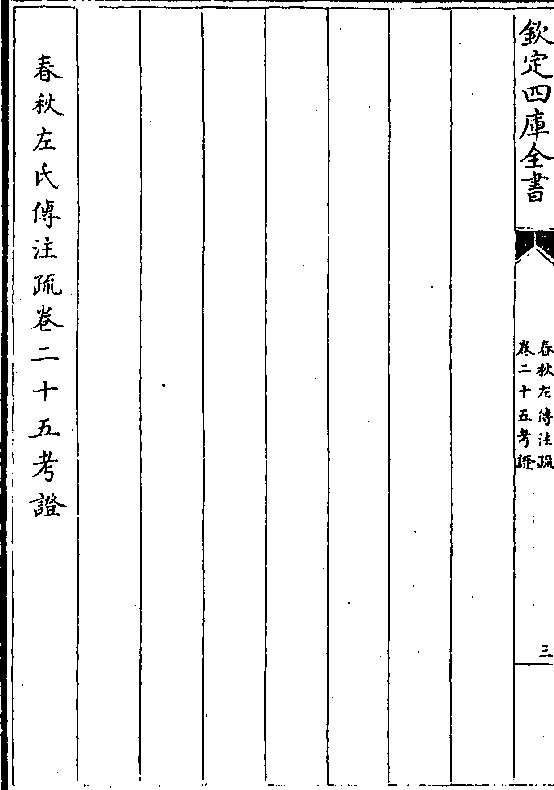 欽定四庫全書
春秋左傳注疏
卷二十五考證
三
春秋左氏傳注疏卷二十五考證